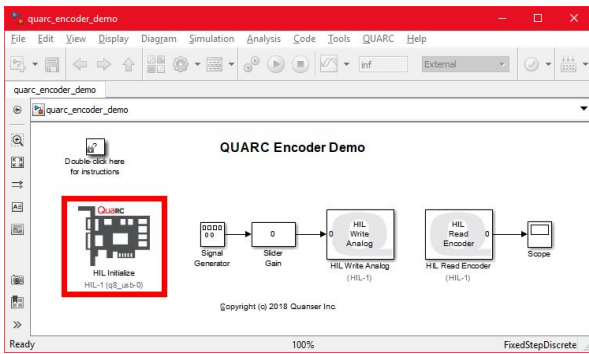 quarc_encoder_demo
File Edit View Display Diagram Simulation Analysis Code Tools QUARC Help
inf External
quarc_encoder_demo
quarc_encoder_demo
Double-click here
for instructions
QUARC Encoder Demo
QUARC
HIL Initialize
HIL-1 (q8_usb-0)
Signal
Generator
0
Slider
Gain
0
HIL
Write
Analog
HIL Write Analog
(HIL-1)
HIL
Read
Encoder
0
HIL Read Encoder
(HIL-1)
Scope
Copyright (c) 2018 Quanser Inc.
Ready 100% FixedStepDiscrete